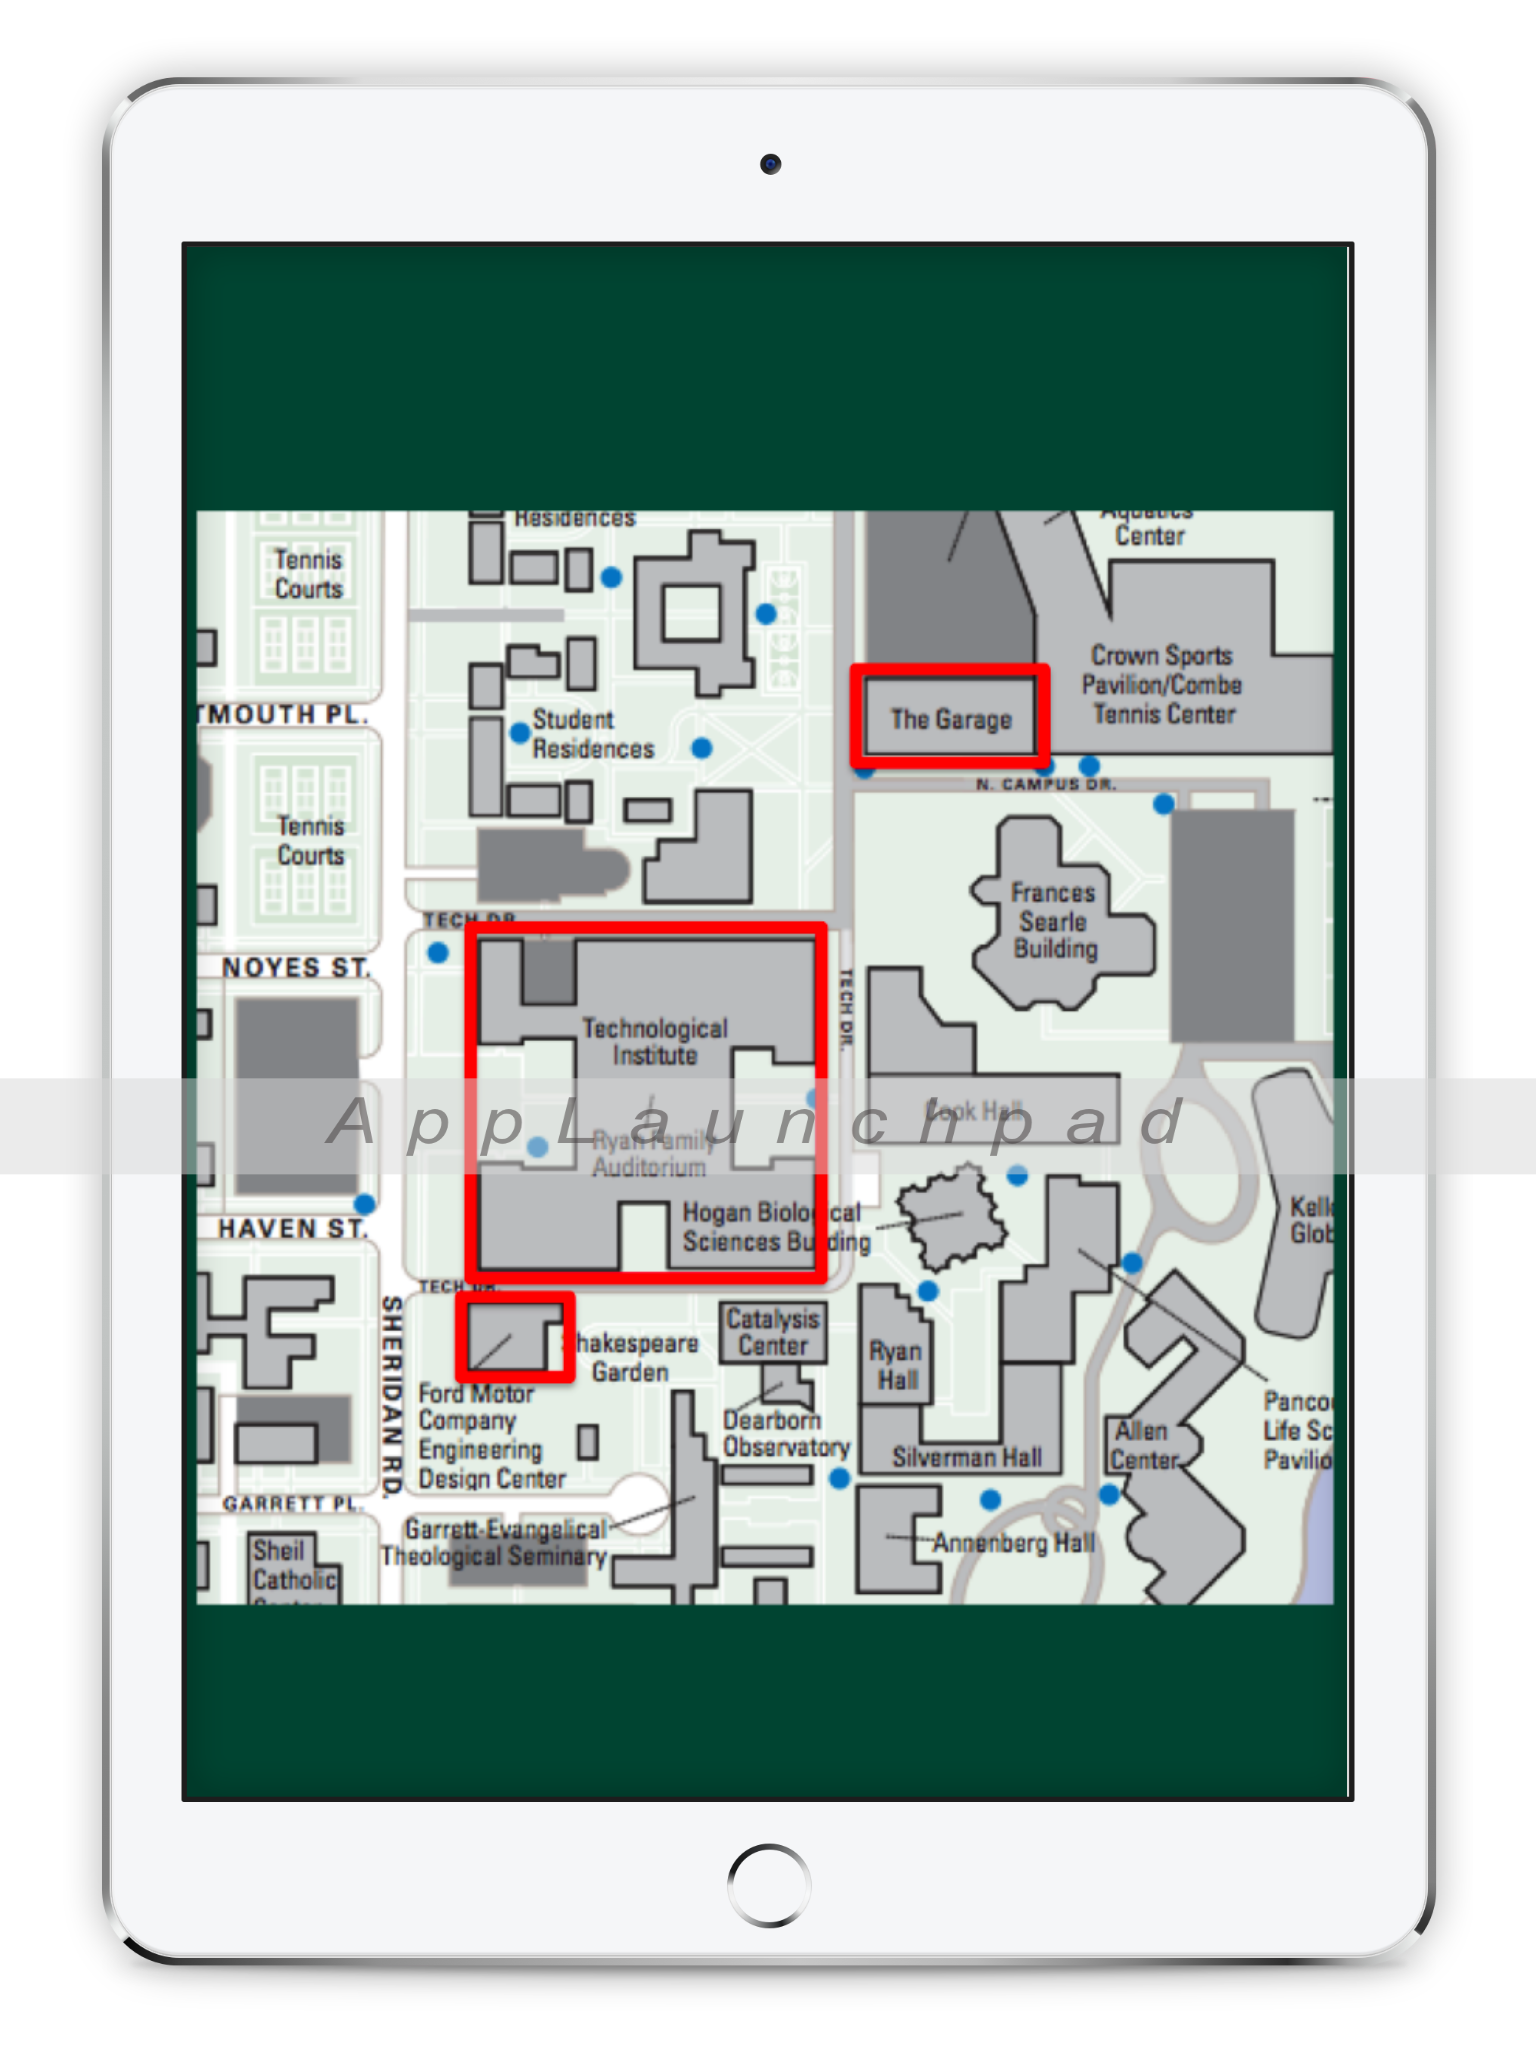 Residences
Aquatics
Center
Tennis
Courts
Crown Sports
Pavilion/Combe
Tennis Center
TMOUTH PL.
Student
Residences
The Garage
N. CAMPUS DR.
Tennis
Courts
Frances
Searle
Building
TECH DR.
NOYES ST.
TECH DR.
Technological
Institute
Cook Hall
AppLaunchpad
Ryan Family
Auditorium
Hogan Biological
Sciences Building
HAVEN ST.
Kell
Glob
TECH DR.
SHERIDAN RD.
Shakespeare
Garden
Catalysis
Center
Ryan
Hall
Ford Motor
Company
Engineering
Design Center
Dearborn
Observatory
Silverman Hall
Allen
Center
Panco
Life Sc
Pavilio
GARRETT PL.
Garrett-Evangelical
Theological Seminary
Annenberg Hall
Sheil
Catholic
Center